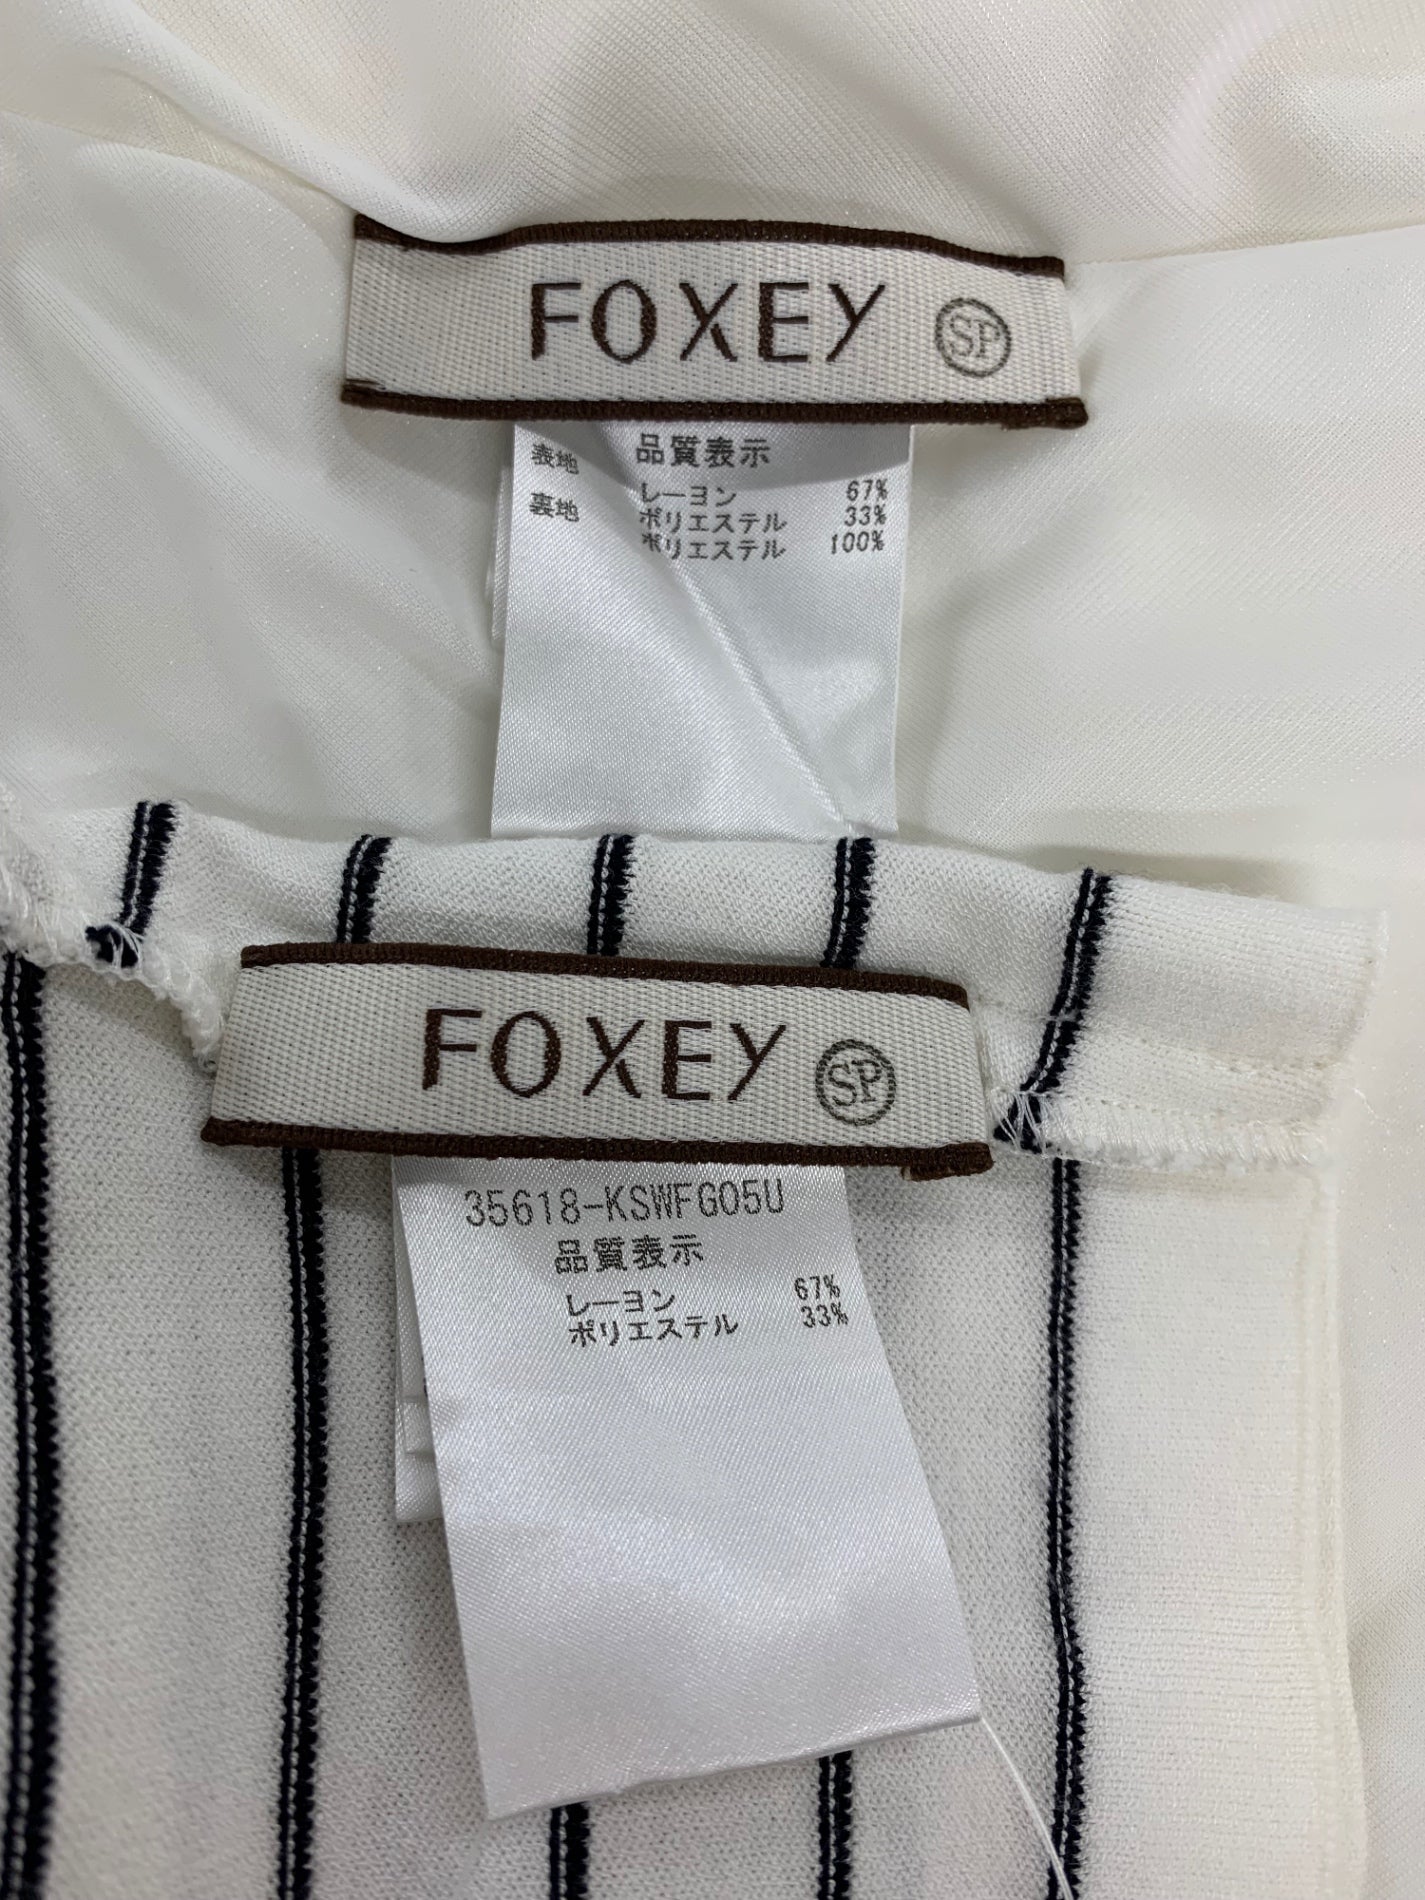 FOXEY SP
品質表示
表地 レーヨン 67%
ポリエステル 33%
裏地 ポリエステル 100%
FOXEY SP
35618-KSWFG05U
品質表示
レーヨン 67%
ポリエステル 33%